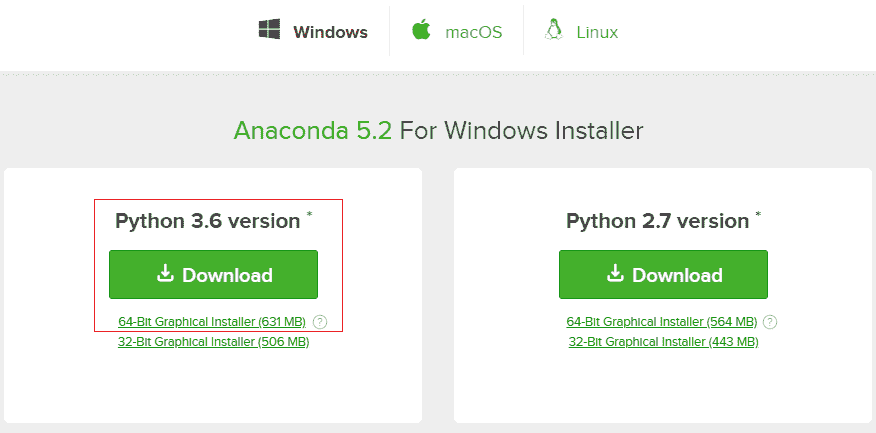 Windows
macOS
Linux
Anaconda 5.2 For Windows Installer
Python 3.6 version *
Download
64-Bit Graphical Installer (631 MB) ?
32-Bit Graphical Installer (506 MB)
Python 2.7 version *
Download
64-Bit Graphical Installer (564 MB) ?
32-Bit Graphical Installer (443 MB)